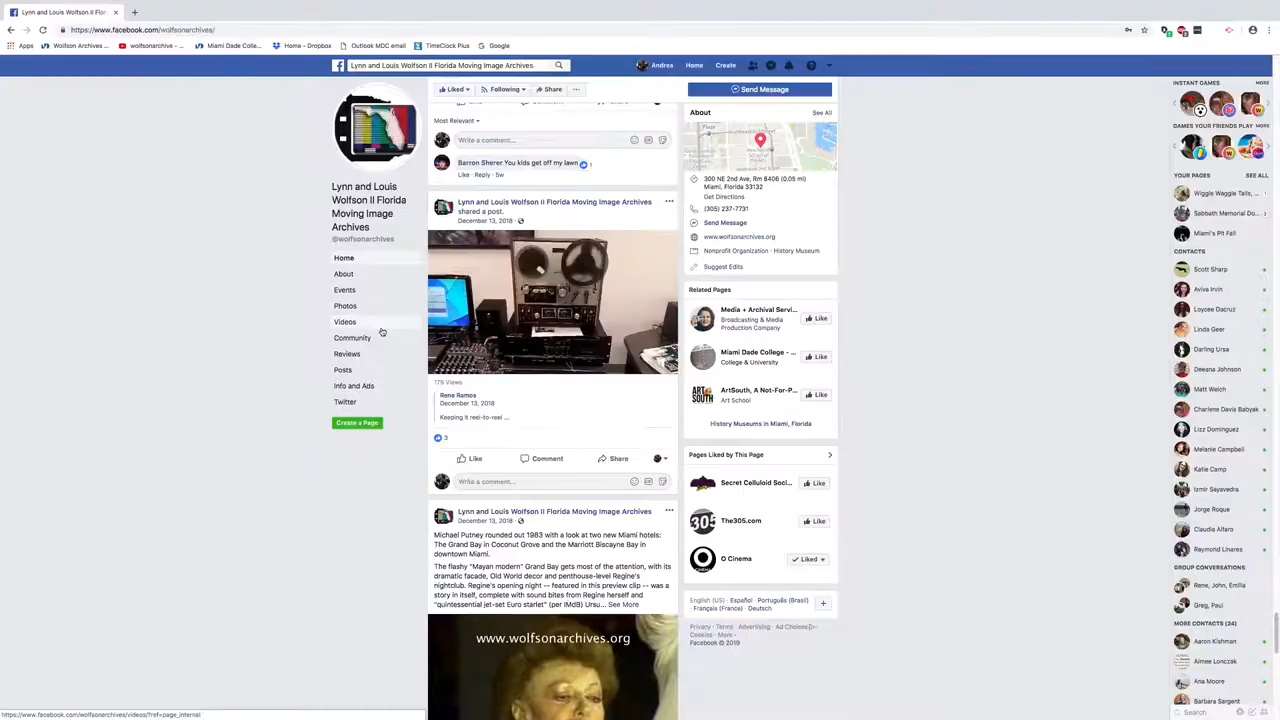 Lynn and Louis Wolfson II Flo
https://www.facebook.com/wolfsonarchives/
Apps
Wolfson Archives ...
wolfsonarchive - ...
Miami Dade Colle...
Home - Dropbox
Outlook MDC email
TimeClock Plus
Google
Lynn and Louis Wolfson II Florida Moving Image Archives
Andrea
Home
Create
Lynn and Louis
Wolfson II Florida
Moving Image
Archives
@wolfsonarchives
Home
About
Events
Photos
Videos
Community
Reviews
Posts
Info and Ads
Twitter
Create a Page
Liked
Following
Share
Send Message
Most Relevant
Write a comment...
Barron Sherer You kids get off my lawn
1
Like · Reply · 5w
Lynn and Louis Wolfson II Florida Moving Image Archives
shared a post.
December 13, 2018 ·
179 Views
Rene Ramos
December 13, 2018
Keeping it reel-to-reel ...
3
Like
Comment
Share
Write a comment...
Lynn and Louis Wolfson II Florida Moving Image Archives
December 13, 2018 ·
Michael Putney rounded out 1983 with a look at two new Miami hotels:
The Grand Bay in Coconut Grove and the Marriott Biscayne Bay in
downtown Miami.
The flashy "Mayan modern" Grand Bay gets most of the attention, with its
dramatic facade, Old World decor and penthouse-level Regine's
nightclub. Regine's opening night -- featured in this preview clip -- was a
story in itself, complete with sound bites from Regine herself and
"quintessential jet-set Euro starlet" (per IMdB) Ursu... See More
www.wolfsonarchives.org
About
See All
300 NE 2nd Ave, Rm 8406 (0.05 mi)
Miami, Florida 33132
Get Directions
(305) 237-7731
Send Message
www.wolfsonarchives.org
Nonprofit Organization · History Museum
Suggest Edits
Related Pages
Media + Archival Servi...
Broadcasting & Media
Production Company
Like
Miami Dade College - ...
College & University
Like
ArtSouth, A Not-For-P...
Art School
Like
History Museums in Miami, Florida
Pages Liked by This Page
Secret Celluloid Soci...
Like
The305.com
Like
O Cinema
Liked
English (US) · Español · Português (Brasil) ·
Français (France) · Deutsch
Privacy · Terms · Advertising · Ad Choices ·
Cookies · More
Facebook © 2019
INSTANT GAMES
MORE
GAMES YOUR FRIENDS PLAY
MORE
YOUR PAGES
SEE ALL
Wiggie Waggie Tails, ...
1
Sabbath Memorial Do...
3
Miami's Pit Fall
CONTACTS
Scott Sharp
Aviva Irvin
Loycee Dacruz
Linda Geer
Darling Ursa
Deeana Johnson
Matt Welch
Charlene Davis Babyak
Lizz Dominguez
Melanie Campbell
Katie Camp
Izmir Sayavedra
Jorge Roque
Claudia Alfaro
Raymond Linares
GROUP CONVERSATIONS
Rene, John, Emilia
Greg, Paul
MORE CONTACTS (24)
Aaron Kishman
Aimee Lonczak
Ana Moore
Barbara Sargent
Search
https://www.facebook.com/wolfsonarchives/videos/?ref=page_internal